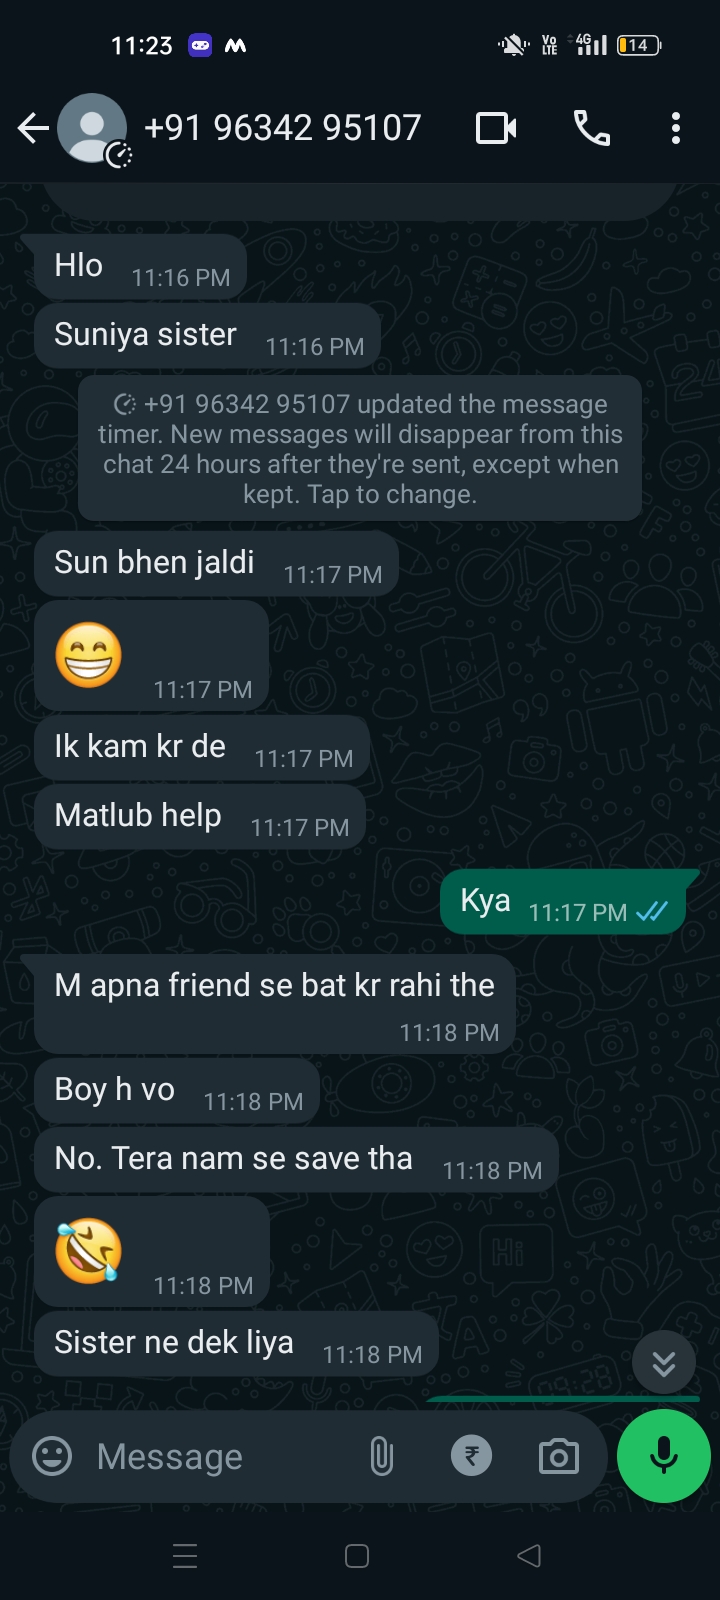 11:23
Vo LTE
4G
14
+91 96342 95107
Hlo 11:16 PM
Suniya sister 11:16 PM
+91 96342 95107 updated the message
timer. New messages will disappear from this
chat 24 hours after they're sent, except when
kept. Tap to change.
Sun bhen jaldi 11:17 PM
😁 11:17 PM
Ik kam kr de 11:17 PM
Matlub help 11:17 PM
Kya 11:17 PM
M apna friend se bat kr rahi the
11:18 PM
Boy h vo 11:18 PM
No. Tera nam se save tha 11:18 PM
🤣 11:18 PM
Sister ne dek liya 11:18 PM
Message
₹